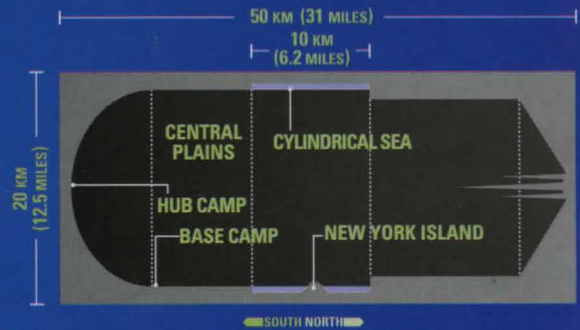 50 KM (31 MILES)
10 KM
(6.2 MILES)
20 KM
(12.5 MILES)
CENTRAL
PLAINS
CYLINDRICAL SEA
HUB CAMP
BASE CAMP
NEW YORK ISLAND
SOUTH NORTH